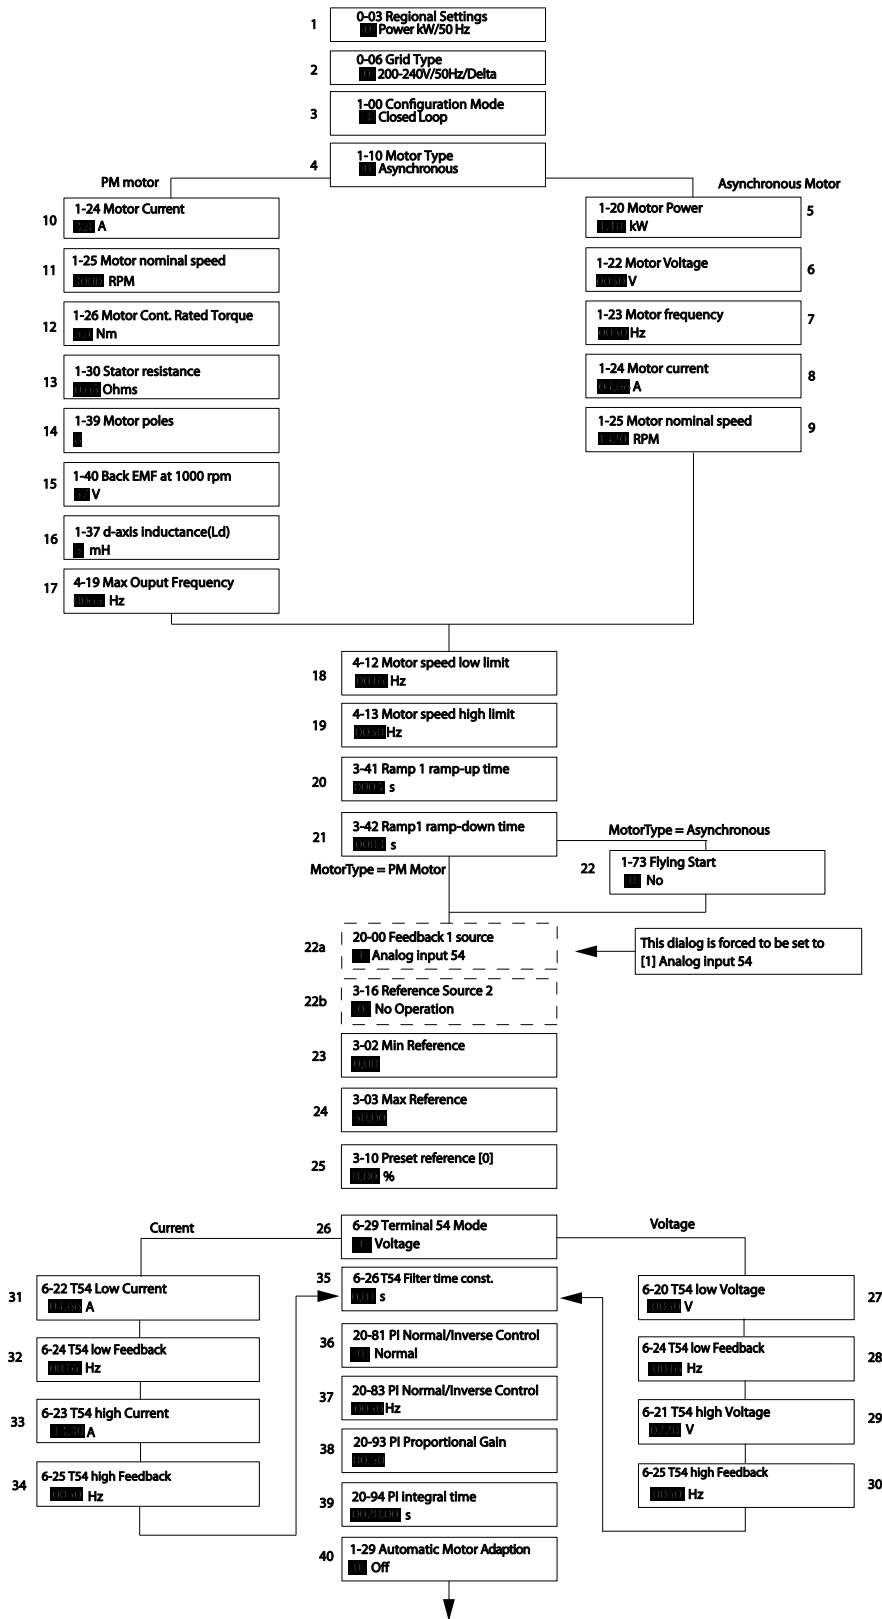 1
0-03 Regional Settings
Power kW/50 Hz
2
0-06 Grid Type
200-240V/50Hz/Delta
3
1-00 Configuration Mode
Closed Loop
4
1-10 Motor Type
Asynchronous
PM motor
Asynchronous Motor
10
1-24 Motor Current
A
11
1-25 Motor nominal speed
RPM
12
1-26 Motor Cont. Rated Torque
Nm
13
1-30 Stator resistance
Ohms
14
1-39 Motor poles
15
1-40 Back EMF at 1000 rpm
V
16
1-37 d-axis inductance(Ld)
mH
17
4-19 Max Ouput Frequency
Hz
1-20 Motor Power
kW
5
1-22 Motor Voltage
V
6
1-23 Motor frequency
Hz
7
1-24 Motor current
A
8
1-25 Motor nominal speed
RPM
9
18
4-12 Motor speed low limit
Hz
19
4-13 Motor speed high limit
Hz
20
3-41 Ramp 1 ramp-up time
s
21
3-42 Ramp1 ramp-down time
s
MotorType = Asynchronous
22
1-73 Flying Start
No
MotorType = PM Motor
22a
20-00 Feedback 1 source
Analog input 54
This dialog is forced to be set to
[1] Analog input 54
22b
3-16 Reference Source 2
No Operation
23
3-02 Min Reference
24
3-03 Max Reference
25
3-10 Preset reference [0]
%
Current
26
6-29 Terminal 54 Mode
Voltage
Voltage
31
6-22 T54 Low Current
A
32
6-24 T54 low Feedback
Hz
33
6-23 T54 high Current
A
34
6-25 T54 high Feedback
Hz
35
6-26 T54 Filter time const.
s
36
20-81 PI Normal/Inverse Control
Normal
37
20-83 PI Normal/Inverse Control
Hz
38
20-93 PI Proportional Gain
39
20-94 PI integral time
s
40
1-29 Automatic Motor Adaption
Off
6-20 T54 low Voltage
V
27
6-24 T54 low Feedback
Hz
28
6-21 T54 high Voltage
V
29
6-25 T54 high Feedback
Hz
30